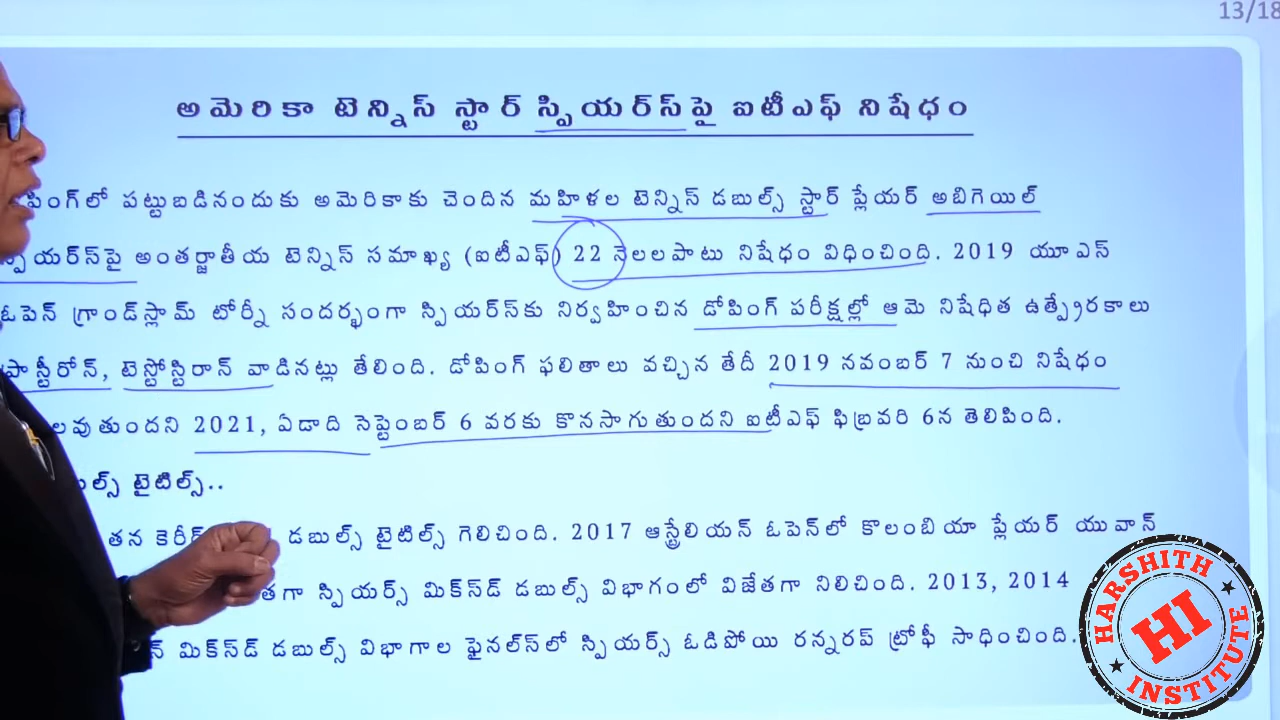 13/18
అమెరికా టెన్నిస్ స్టార్ స్పియర్స్‌పై ఐటీఎఫ్ నిషేధం
పింగ్‌లో పట్టుబడినందుకు అమెరికాకు చెందిన మహిళల టెన్నిస్ డబుల్స్ స్టార్ ప్లేయర్ అబిగెయిల్
స్పియర్స్‌పై అంతర్జాతీయ టెన్నిస్ సమాఖ్య (ఐటీఎఫ్) 22 నెలలపాటు నిషేధం విధించింది. 2019 యూఎస్
ఓపెన్ గ్రాండ్‌స్లామ్ టోర్నీ సందర్భంగా స్పియర్స్‌కు నిర్వహించిన డోపింగ్ పరీక్షల్లో ఆమె నిషేధిత ఉత్ప్రేరకాలు
ప్రాస్టీరోన్, టెస్టోస్టిరాన్ వాడినట్లు తేలింది. డోపింగ్ ఫలితాలు వచ్చిన తేదీ 2019 నవంబర్ 7 నుంచి నిషేధం
లవుతుందని 2021, ఏడాది సెప్టెంబర్ 6 వరకు కొనసాగుతుందని ఐటీఎఫ్ ఫిబ్రవరి 6న తెలిపింది.
ల్స్ టైటిల్స్..
తన డబుల్స్ టైటిల్స్ గెలిచింది. 2017 ఆస్ట్రేలియన్ ఓపెన్‌లో కొలంబియా ప్లేయర్ యువాన్
తగా స్పియర్స్ మిక్స్‌డ్ డబుల్స్ విభాగంలో విజేతగా నిలిచింది. 2013, 2014
న్ మిక్స్‌డ్ డబుల్స్ విభాగాల ఫైనల్స్‌లో స్పియర్స్ ఓడిపోయి రన్నరప్ ట్రోఫీ సాధించింది.
HARSHITH
HI
INSTITUTE